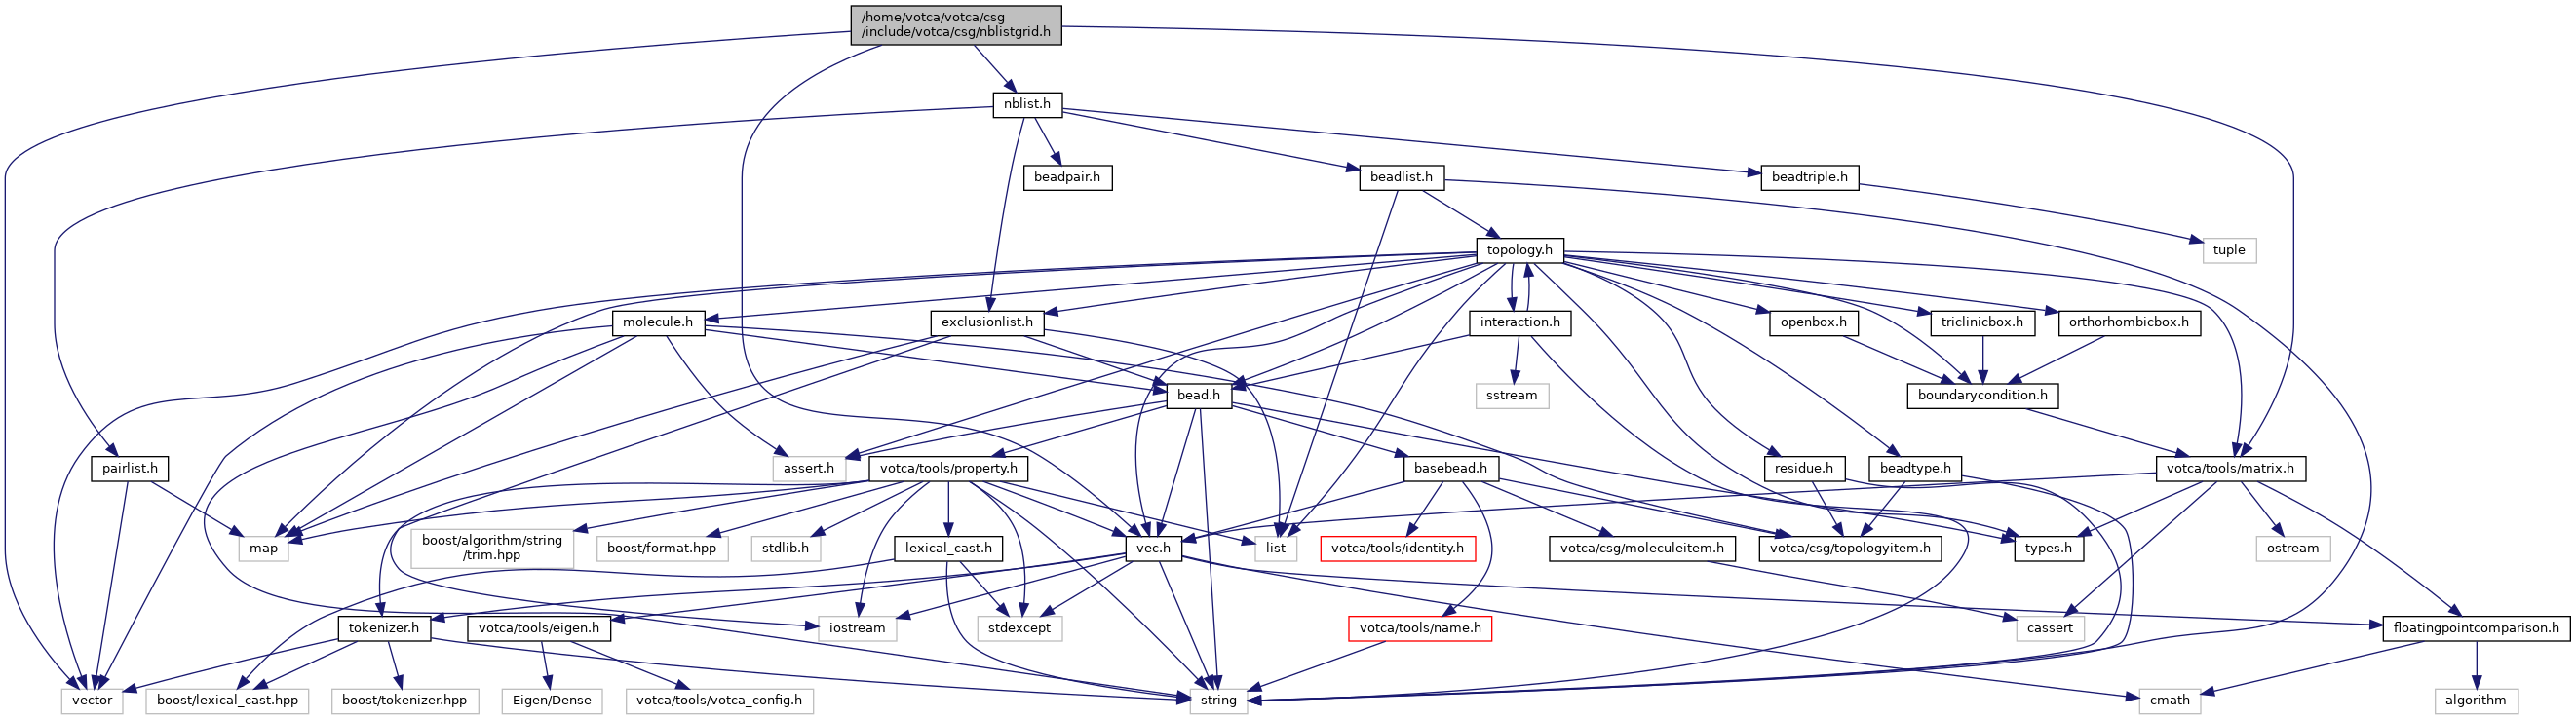 /home/votca/votca/csg
/include/votca/csg/nblistgrid.h
nblist.h
beadpair.h
beadlist.h
beadtriple.h
topology.h
tuple
molecule.h
exclusionlist.h
interaction.h
openbox.h
triclinicbox.h
orthorhombicbox.h
bead.h
sstream
boundarycondition.h
pairlist.h
assert.h
votca/tools/property.h
basebead.h
residue.h
beadtype.h
votca/tools/matrix.h
map
boost/algorithm/string
/trim.hpp
boost/format.hpp
stdlib.h
lexical_cast.h
vec.h
list
votca/tools/identity.h
votca/csg/moleculeitem.h
votca/csg/topologyitem.h
types.h
ostream
tokenizer.h
votca/tools/eigen.h
iostream
stdexcept
votca/tools/name.h
cassert
floatingpointcomparison.h
vector
boost/lexical_cast.hpp
boost/tokenizer.hpp
Eigen/Dense
votca/tools/votca_config.h
string
cmath
algorithm